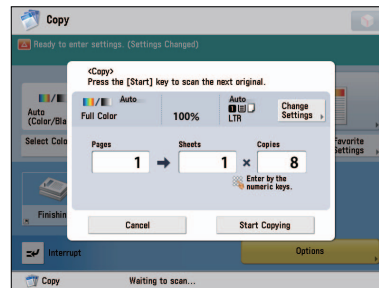 Copy
Ready to enter settings. (Settings Changed)
<Copy>
Press the [Start] key to scan the next original.
Auto
Full Color
100%
Auto
LTR
Change
Settings
Auto
(Color/Bla
Select Colo
Favorite
Settings
Pages
Sheets
Copies
1
1
×
8
Enter by the
numeric keys.
Finishin
Cancel
Start Copying
Interrupt
Options
Copy
Waiting to scan...